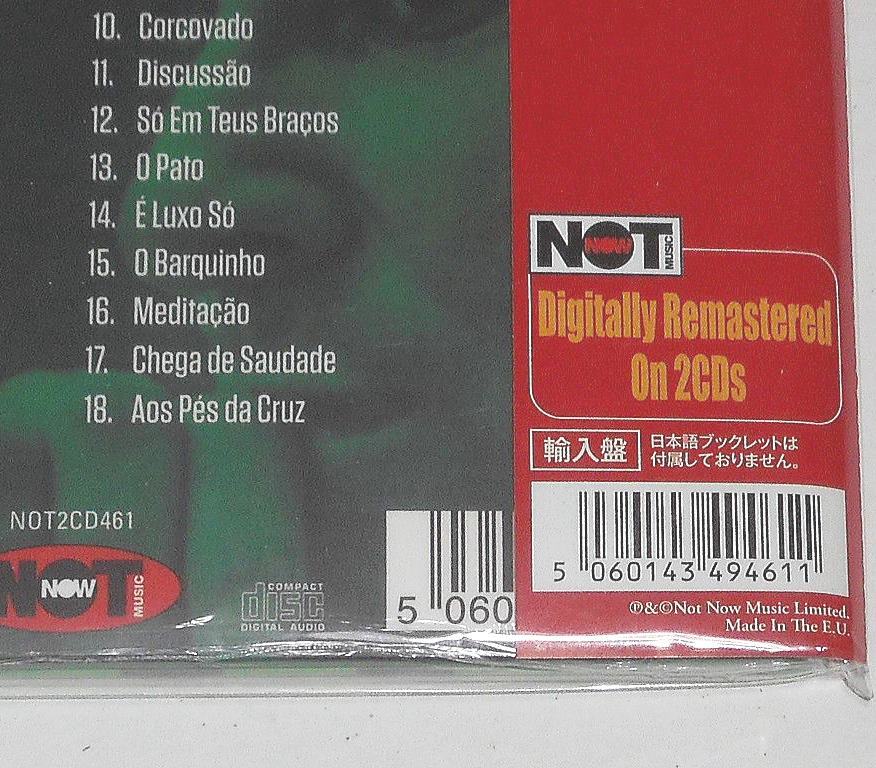 10. Corcovado
11. Discussão
12. Só Em Teus Braços
13. O Pato
14. É Luxo Só
15. O Barquinho
16. Meditação
17. Chega de Saudade
18. Aos Pés da Cruz
NOT2CD461
NOT NOW MUSIC
COMPACT
disc
DIGITAL AUDIO
5 060
NOT NOW MUSIC
Digitally Remastered
On 2CDs
輸入盤
日本語ブックレットは
付属しておりません。
5 060143 494611
℗&©Not Now Music Limited.
Made In The E.U.